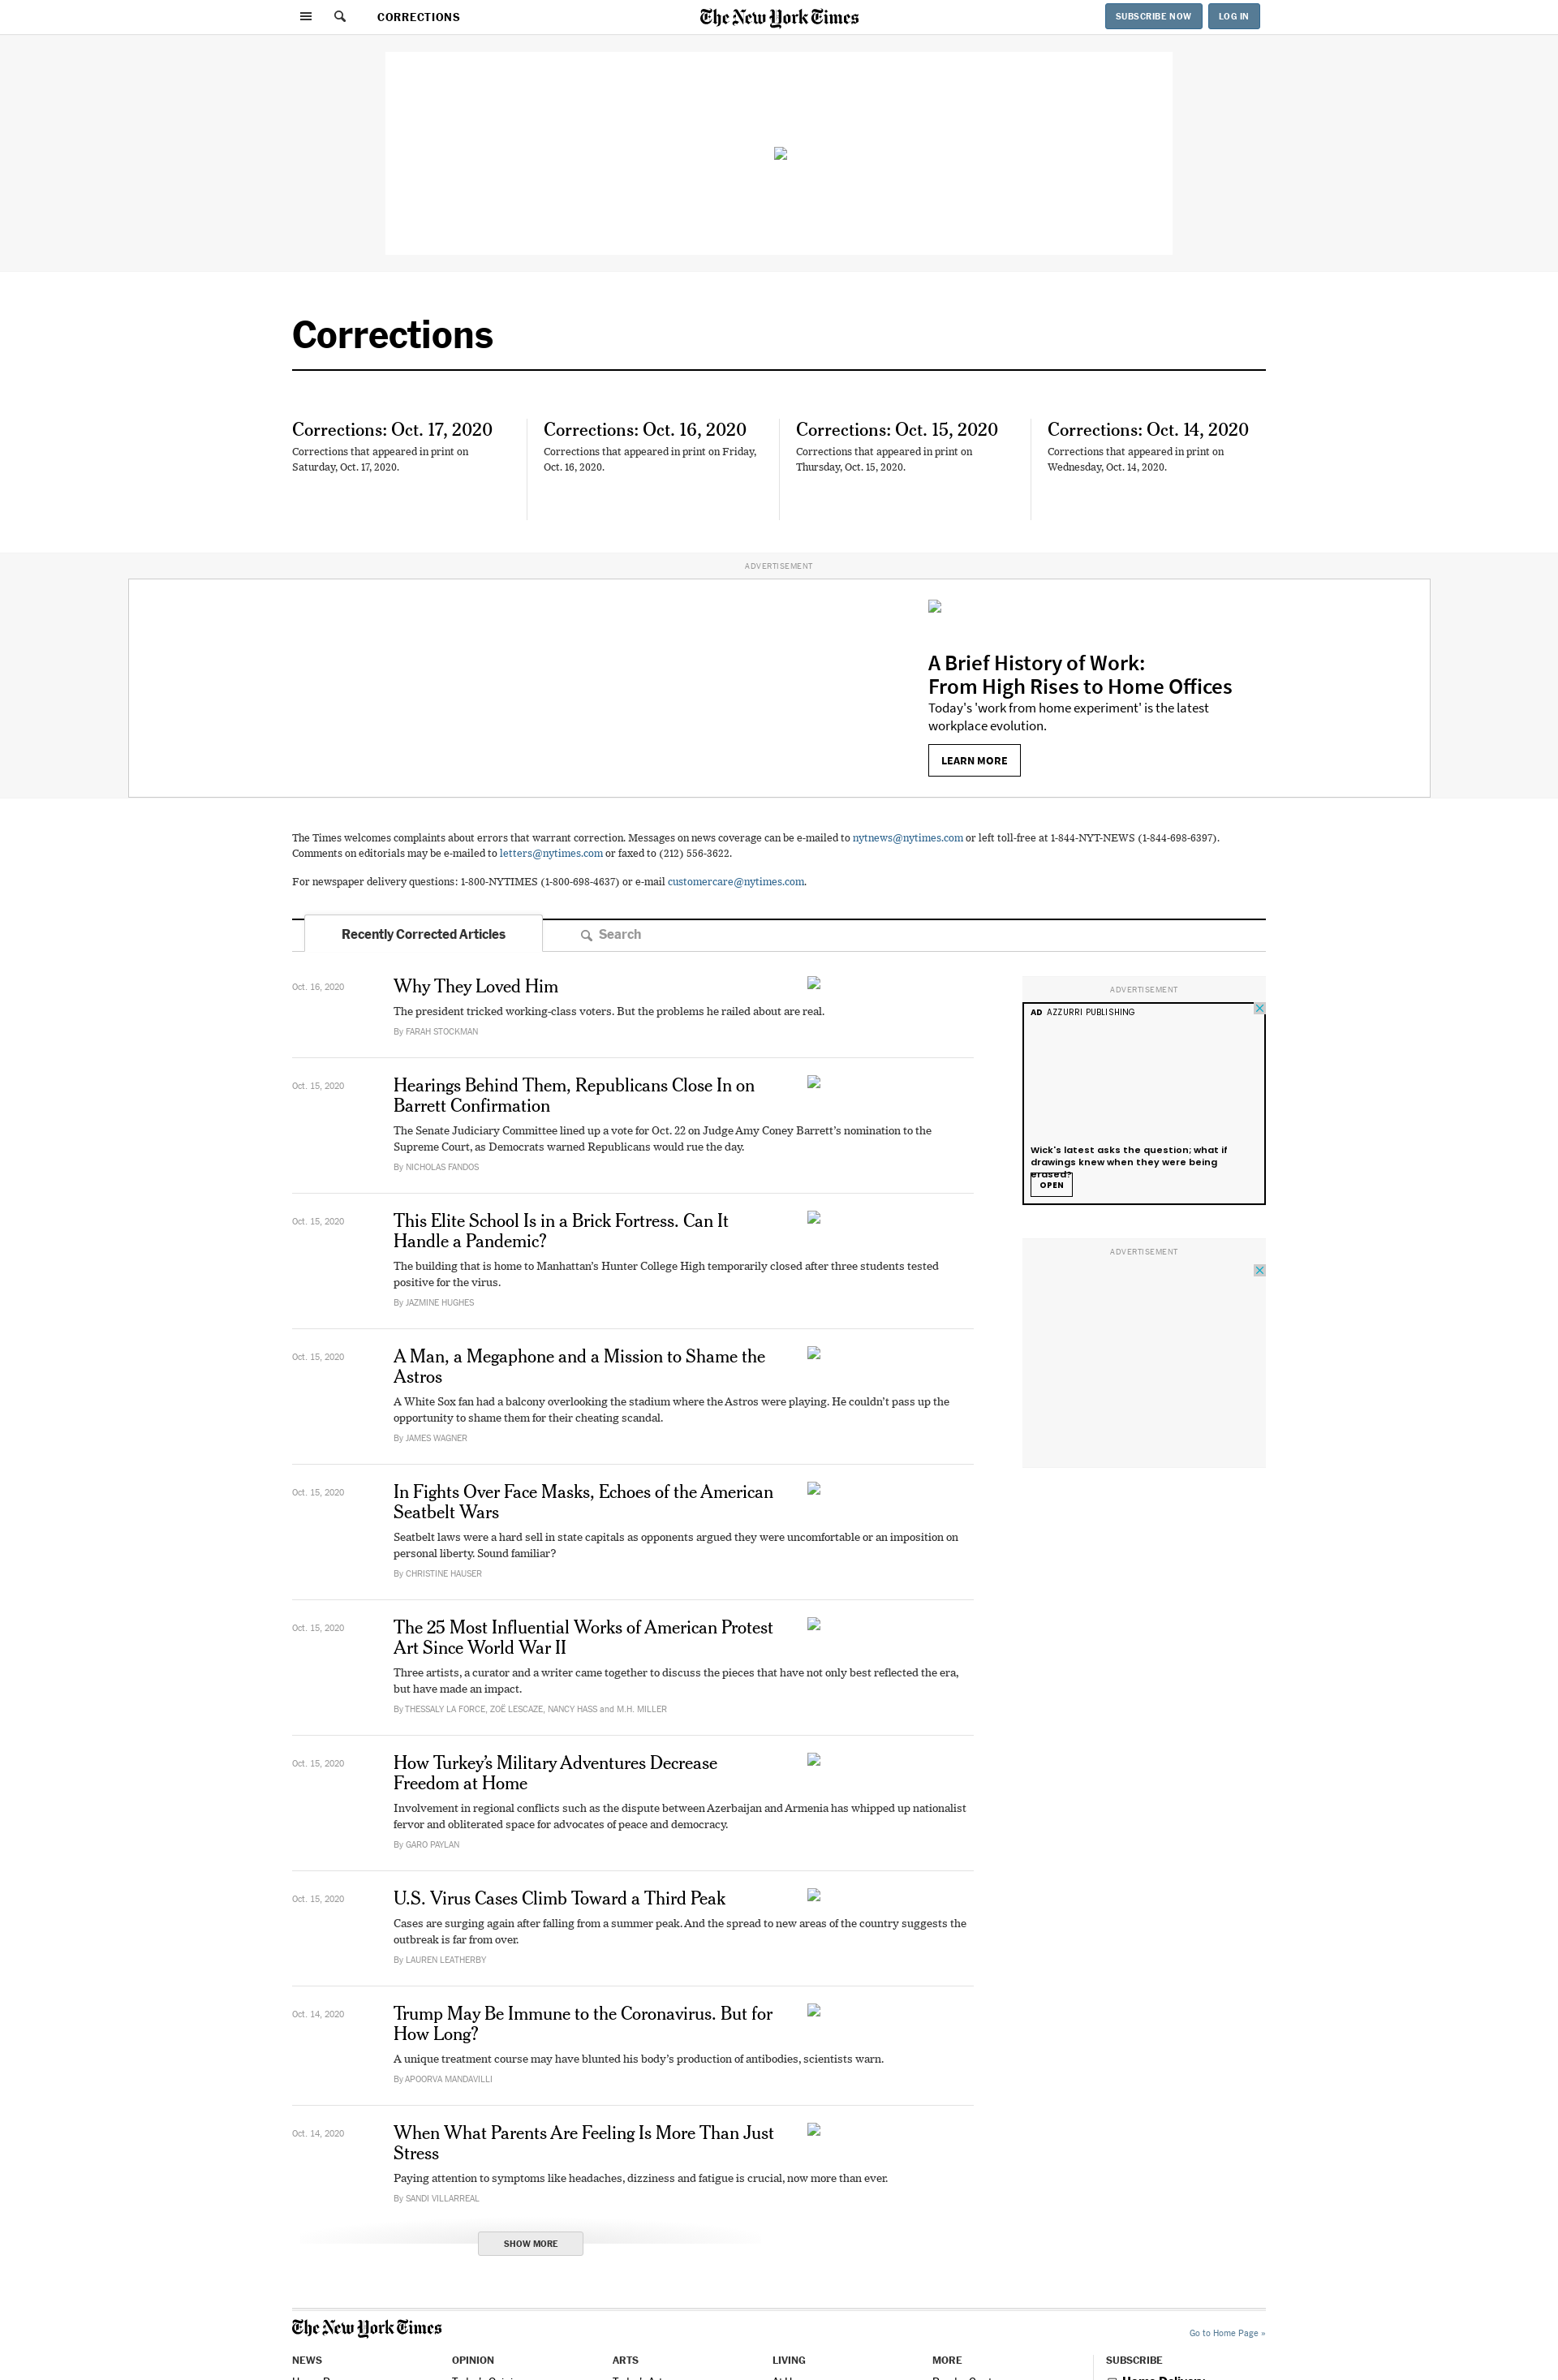 CORRECTIONS
The New York Times
SUBSCRIBE NOW
LOG IN
Corrections
Corrections: Oct. 17, 2020
Corrections that appeared in print on
Saturday, Oct. 17, 2020.
Corrections: Oct. 16, 2020
Corrections that appeared in print on Friday,
Oct. 16, 2020.
Corrections: Oct. 15, 2020
Corrections that appeared in print on
Thursday, Oct. 15, 2020.
Corrections: Oct. 14, 2020
Corrections that appeared in print on
Wednesday, Oct. 14, 2020.
ADVERTISEMENT
A Brief History of Work:
From High Rises to Home Offices
Today's 'work from home experiment' is the latest
workplace evolution.
LEARN MORE
The Times welcomes complaints about errors that warrant correction. Messages on news coverage can be e-mailed to nytnews@nytimes.com or left toll-free at 1-844-NYT-NEWS (1-844-698-6397).
Comments on editorials may be e-mailed to letters@nytimes.com or faxed to (212) 556-3622.
For newspaper delivery questions: 1-800-NYTIMES (1-800-698-4637) or e-mail customercare@nytimes.com.
Recently Corrected Articles
Search
Oct. 16, 2020
Why They Loved Him
The president tricked working-class voters. But the problems he railed about are real.
By FARAH STOCKMAN
Oct. 15, 2020
Hearings Behind Them, Republicans Close In on
Barrett Confirmation
The Senate Judiciary Committee lined up a vote for Oct. 22 on Judge Amy Coney Barrett’s nomination to the
Supreme Court, as Democrats warned Republicans would rue the day.
By NICHOLAS FANDOS
Oct. 15, 2020
This Elite School Is in a Brick Fortress. Can It
Handle a Pandemic?
The building that is home to Manhattan’s Hunter College High temporarily closed after three students tested
positive for the virus.
By JAZMINE HUGHES
Oct. 15, 2020
A Man, a Megaphone and a Mission to Shame the
Astros
A White Sox fan had a balcony overlooking the stadium where the Astros were playing. He couldn’t pass up the
opportunity to shame them for their cheating scandal.
By JAMES WAGNER
Oct. 15, 2020
In Fights Over Face Masks, Echoes of the American
Seatbelt Wars
Seatbelt laws were a hard sell in state capitals as opponents argued they were uncomfortable or an imposition on
personal liberty. Sound familiar?
By CHRISTINE HAUSER
Oct. 15, 2020
The 25 Most Influential Works of American Protest
Art Since World War II
Three artists, a curator and a writer came together to discuss the pieces that have not only best reflected the era,
but have made an impact.
By THESSALY LA FORCE, ZOË LESCAZE, NANCY HASS and M.H. MILLER
Oct. 15, 2020
How Turkey’s Military Adventures Decrease
Freedom at Home
Involvement in regional conflicts such as the dispute between Azerbaijan and Armenia has whipped up nationalist
fervor and obliterated space for advocates of peace and democracy.
By GARO PAYLAN
Oct. 15, 2020
U.S. Virus Cases Climb Toward a Third Peak
Cases are surging again after falling from a summer peak. And the spread to new areas of the country suggests the
outbreak is far from over.
By LAUREN LEATHERBY
Oct. 14, 2020
Trump May Be Immune to the Coronavirus. But for
How Long?
A unique treatment course may have blunted his body’s production of antibodies, scientists warn.
By APOORVA MANDAVILLI
Oct. 14, 2020
When What Parents Are Feeling Is More Than Just
Stress
Paying attention to symptoms like headaches, dizziness and fatigue is crucial, now more than ever.
By SANDI VILLARREAL
SHOW MORE
ADVERTISEMENT
AD AZZURRI PUBLISHING
Wick's latest asks the question; what if
drawings knew when they were being
erased?
OPEN
ADVERTISEMENT
The New York Times
Go to Home Page »
NEWS
OPINION
ARTS
LIVING
MORE
SUBSCRIBE